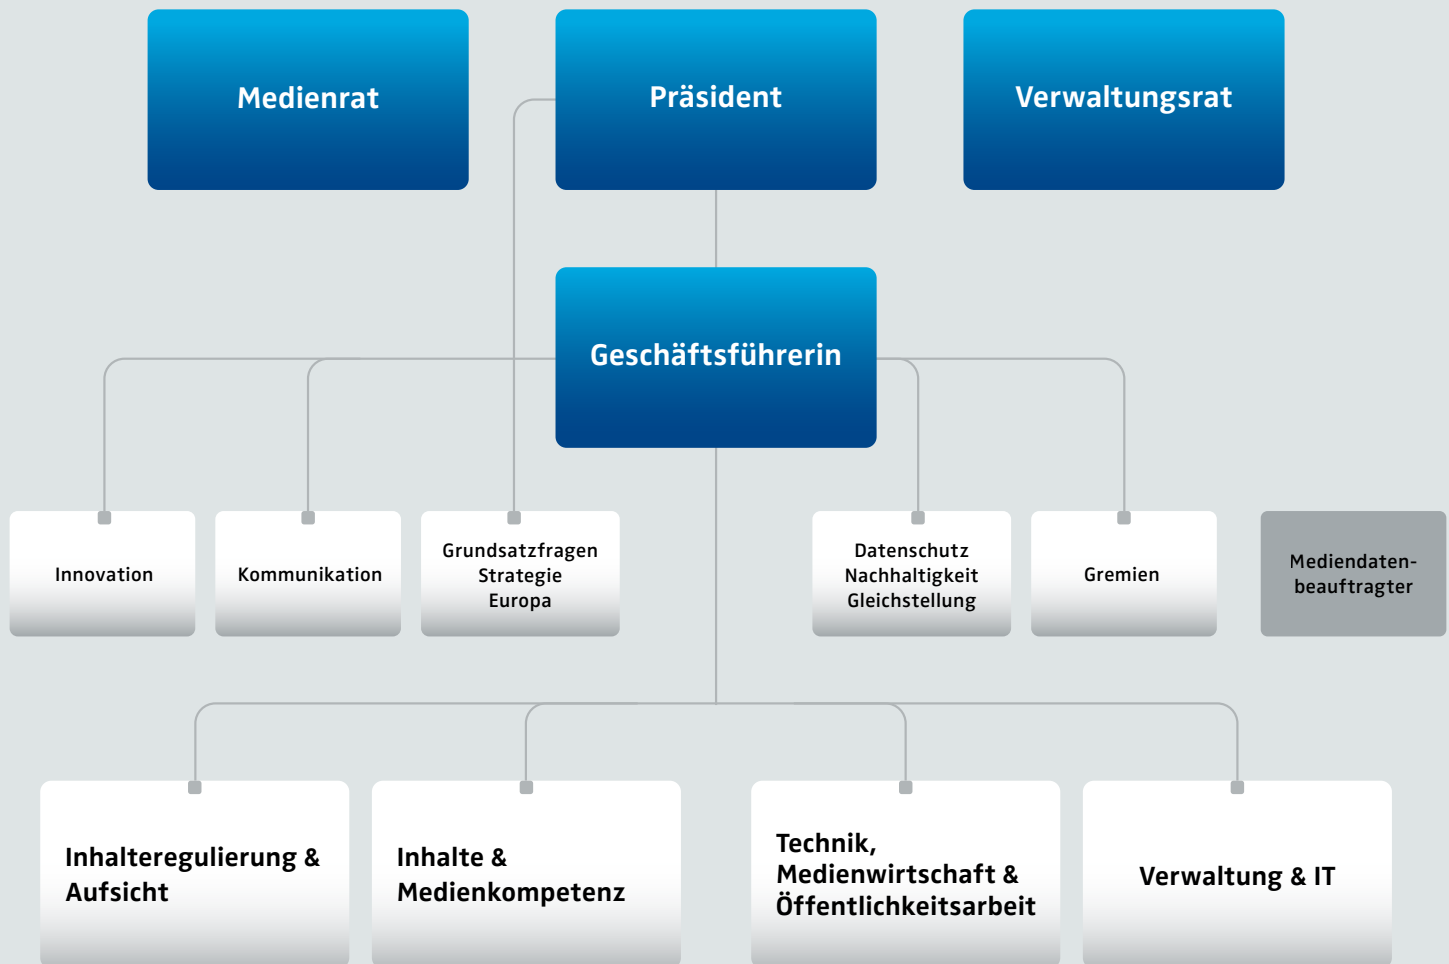 Medienrat
Präsident
Verwaltungsrat
Geschäftsführerin
Innovation
Kommunikation
Grundsatzfragen
Strategie
Europa
Datenschutz
Nachhaltigkeit
Gleichstellung
Gremien
Mediendaten-
beauftragter
Inhalteregulierung &
Aufsicht
Inhalte &
Medienkompetenz
Technik,
Medienwirtschaft &
Öffentlichkeitsarbeit
Verwaltung & IT